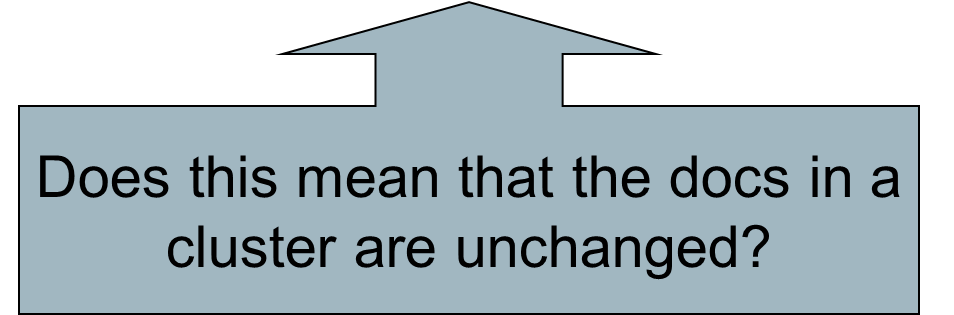 Does this mean that the docs in a
cluster are unchanged?